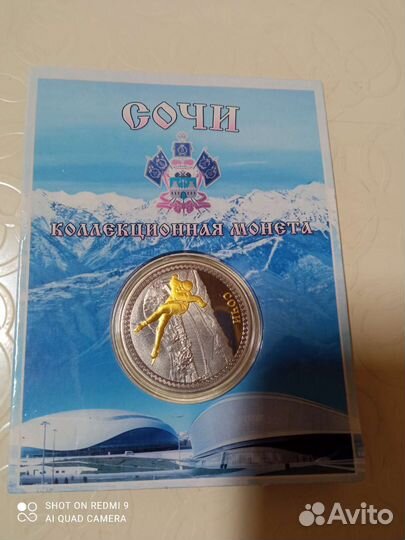 СОЧИ
КОЛЛЕКЦИОННАЯ МОНЕТА
СОЧИ
SHOT ON REDMI 9
AI QUAD CAMERA
Avito